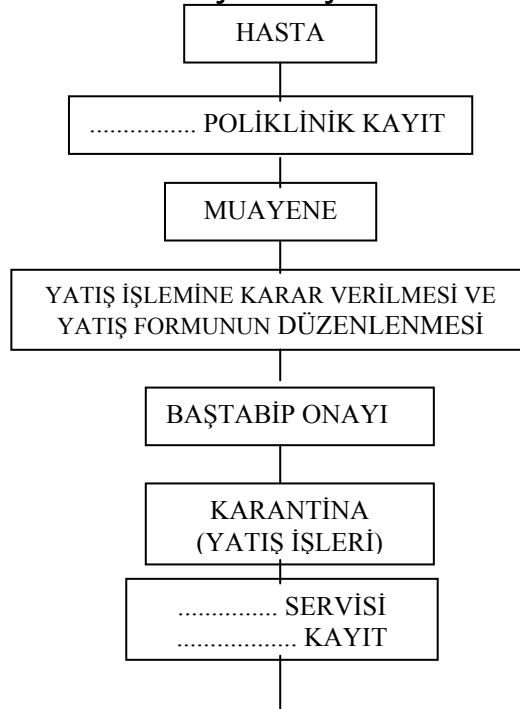 HASTA
................ POLİKLİNİK KAYIT
MUAYENE
YATIŞ İŞLEMİNE KARAR VERİLMESİ VE
YATIŞ FORMUNUN DÜZENLENMESİ
BAŞTABİP ONAYI
KARANTİNA
(YATIŞ İŞLERİ)
............... SERVİSİ
.................. KAYIT